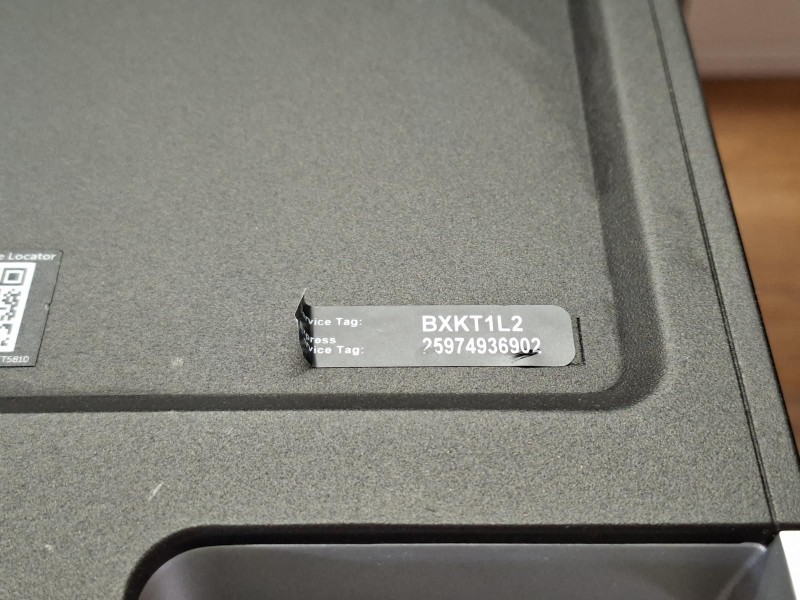 e Locator
T5810
vice Tag: BXKT1L2
ress
vice Tag: 25974936902